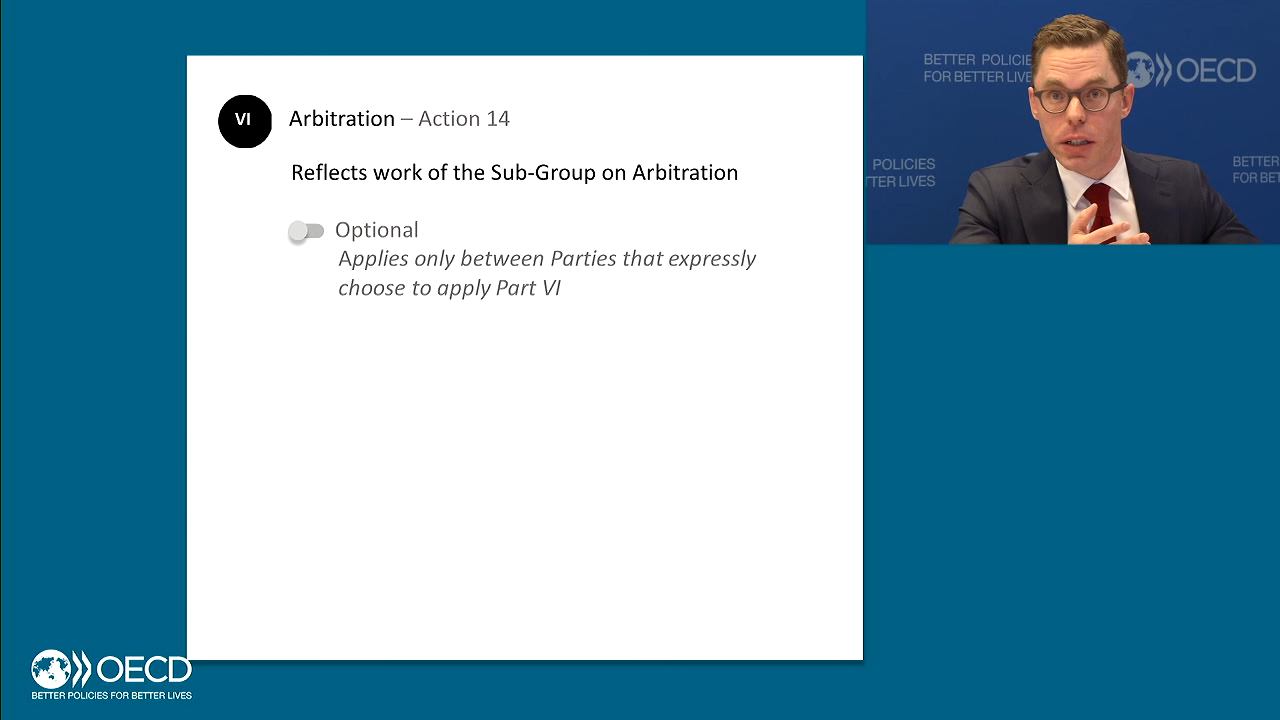 VI
Arbitration – Action 14
Reflects work of the Sub-Group on Arbitration
Optional
Applies only between Parties that expressly
choose to apply Part VI
BETTER POLICIE
FOR BETTER LIVE
OECD
POLICIES
TTER LIVES
BETTER
FOR BET
OECD
BETTER POLICIES FOR BETTER LIVES